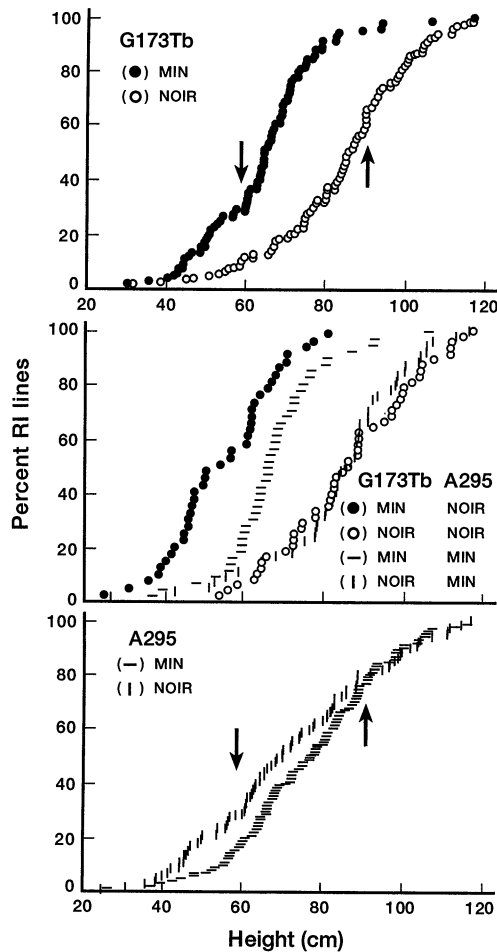 100
80
60
40
20
0
G173Tb
(●) MIN
(○) NOIR
20 40 60 80 100 120
Percent RI lines
100
80
60
40
20
0
G173Tb A295
(●) MIN NOIR
(○) NOIR NOIR
(—) MIN MIN
(|) NOIR MIN
100
80
60
40
20
0
A295
(—) MIN
(|) NOIR
20 40 60 80 100 120
Height (cm)